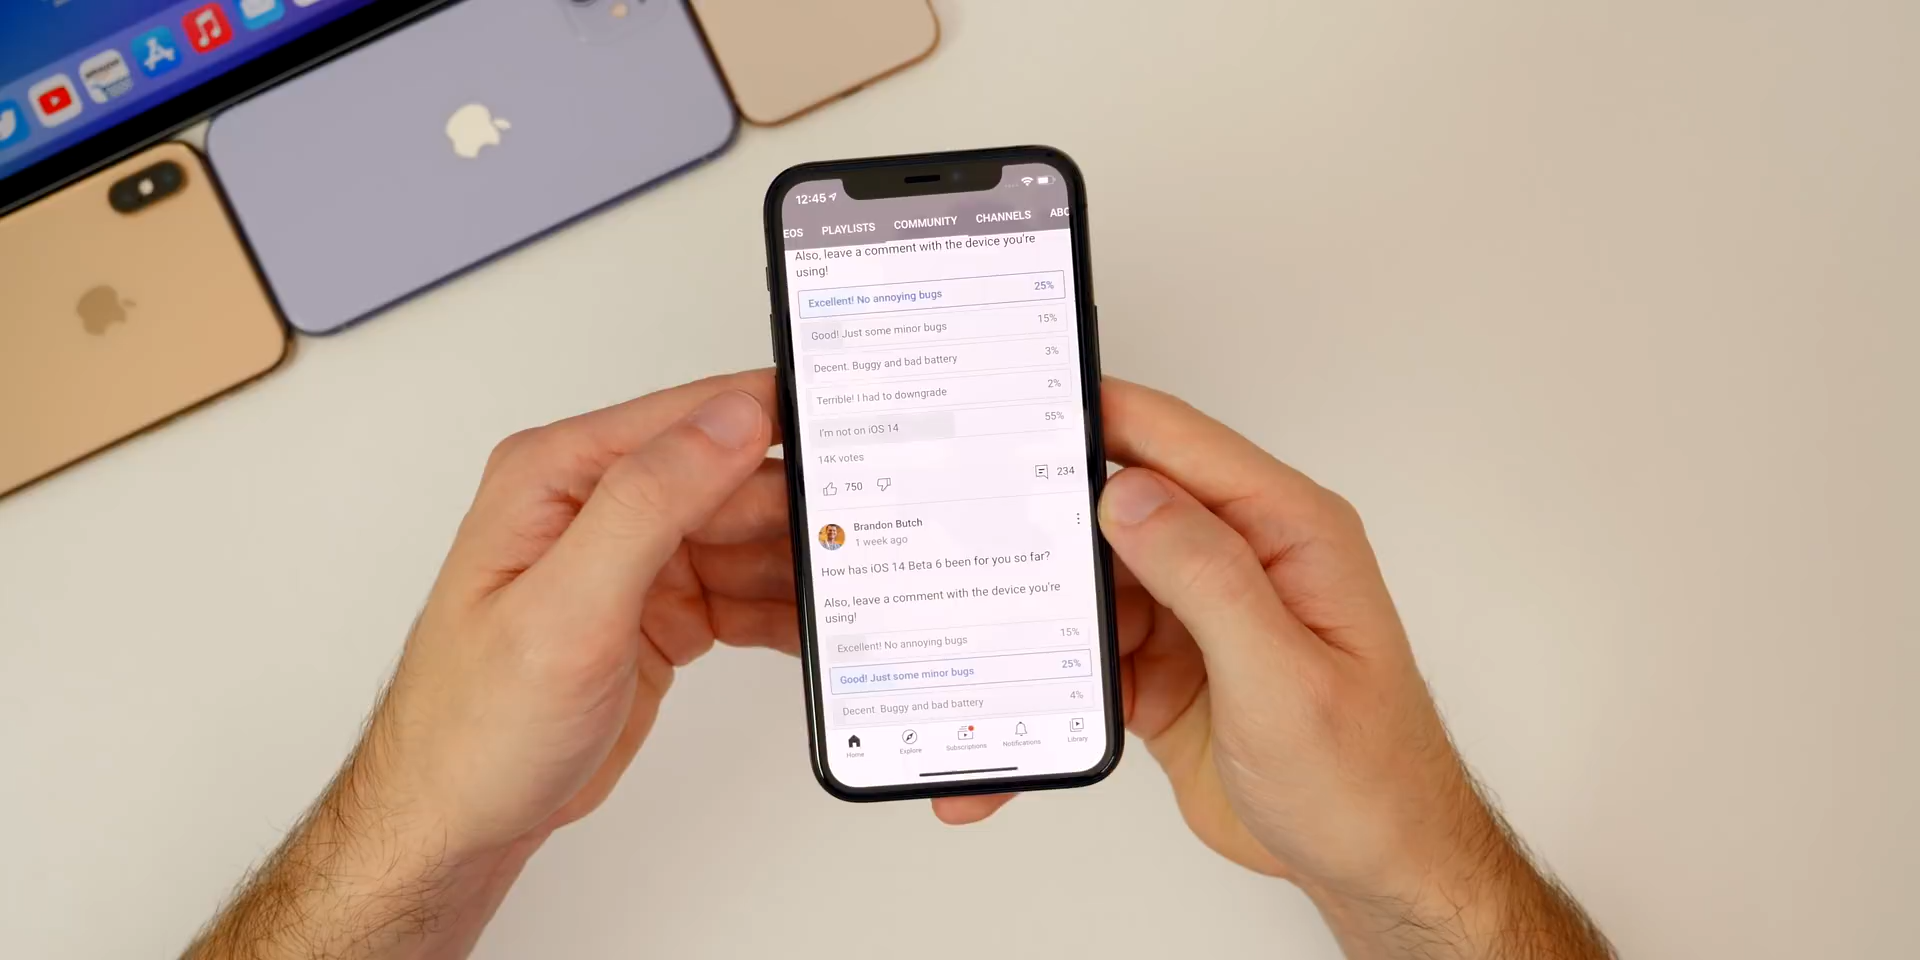 12:45
EOS PLAYLISTS COMMUNITY CHANNELS ABO
Also, leave a comment with the device you're
using!
Excellent! No annoying bugs 25%
Good! Just some minor bugs 15%
Decent. Buggy and bad battery 3%
Terrible! I had to downgrade 2%
I'm not on iOS 14 55%
14K votes
750 234
Brandon Butch
1 week ago
How has iOS 14 Beta 6 been for you so far?
Also, leave a comment with the device you're
using!
Excellent! No annoying bugs 15%
Good! Just some minor bugs 25%
Decent. Buggy and bad battery 4%
Home Explore Subscriptions Notifications Library